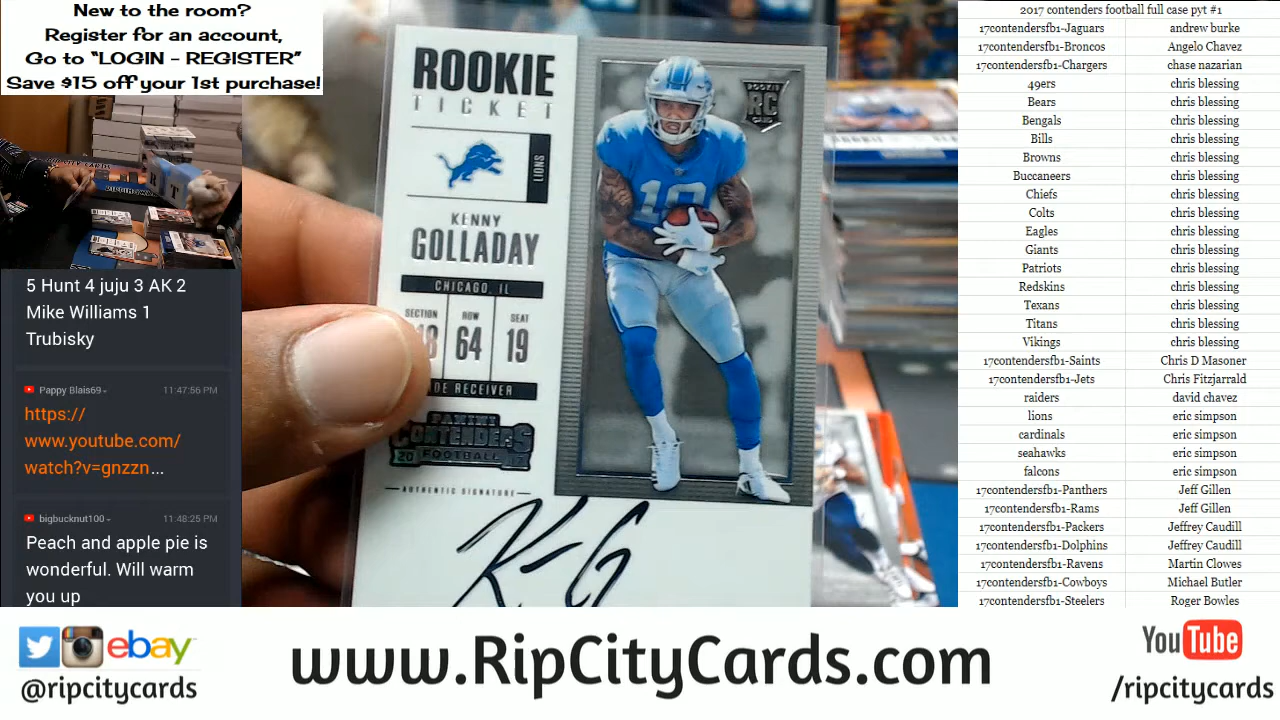 New to the room?
Register for an account,
Go to “LOGIN - REGISTER”
Save $15 off your 1st purchase!
5 Hunt 4 juju 3 AK 2
Mike Williams 1
Trubisky
Pappy Blais69
11:47:56 PM
https://
www.youtube.com/
watch?v=gnzzn...
bigbucknut100
11:48:25 PM
Peach and apple pie is
wonderful. Will warm
you up
ROOKIE
TICKET
LIONS
KENNY
GOLLADAY
CHICAGO, IL
SECTION ROW SEAT
64 19
DE RECEIVER
PANINI
CONTENDERS
20 FOOTBALL 17
AUTHENTIC SIGNATURE
K-G
ROOKIE
RC
CARD
19
2017 contenders football full case pyt #1
17contendersfb1-Jaguars andrew burke
17contendersfb1-Broncos Angelo Chavez
17contendersfb1-Chargers chase nazarian
49ers chris blessing
Bears chris blessing
Bengals chris blessing
Bills chris blessing
Browns chris blessing
Buccaneers chris blessing
Chiefs chris blessing
Colts chris blessing
Eagles chris blessing
Giants chris blessing
Patriots chris blessing
Redskins chris blessing
Texans chris blessing
Titans chris blessing
Vikings chris blessing
17contendersfb1-Saints Chris D Masoner
17contendersfb1-Jets Chris Fitzjarrald
raiders david chavez
lions eric simpson
cardinals eric simpson
seahawks eric simpson
falcons eric simpson
17contendersfb1-Panthers Jeff Gillen
17contendersfb1-Rams Jeff Gillen
17contendersfb1-Packers Jeffrey Caudill
17contendersfb1-Dolphins Jeffrey Caudill
17contendersfb1-Ravens Martin Clowes
17contendersfb1-Cowboys Michael Butler
17contendersfb1-Steelers Roger Bowles
ebay
@ripcitycards
www.RipCityCards.com
YouTube
/ripcitycards